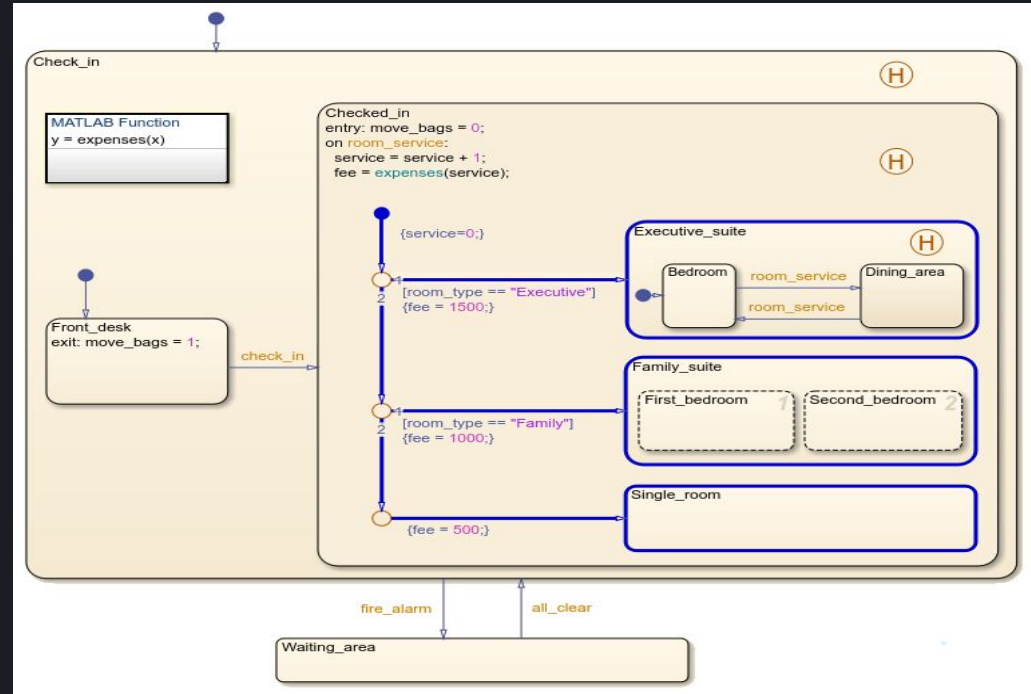 Check_in
H
MATLAB Function
y = expenses(x)
Checked_in
entry: move_bags = 0;
on room_service:
service = service + 1;
fee = expenses(service);
H
{service=0;}
Executive_suite
H
Bedroom
room_service
Dining_area
room_service
1
[room_type == "Executive"]
2
{fee = 1500;}
Front_desk
exit: move_bags = 1;
check_in
Family_suite
First_bedroom 1
Second_bedroom 2
1
[room_type == "Family"]
2
{fee = 1000;}
Single_room
{fee = 500;}
fire_alarm
all_clear
Waiting_area